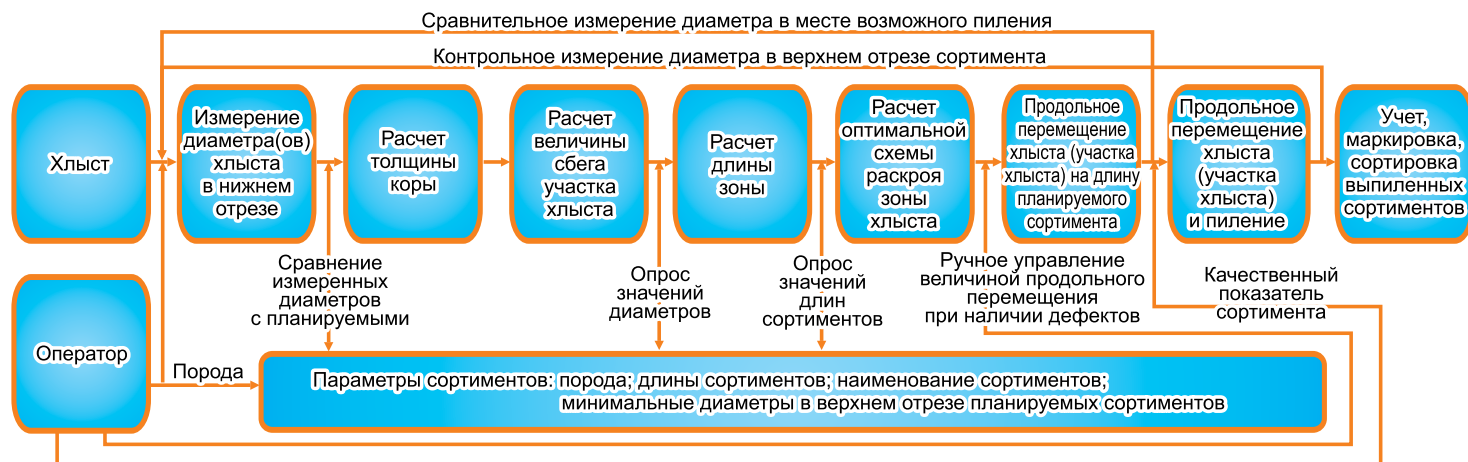 Сравнительное измерение диаметра в месте возможного пиления
Контрольное измерение диаметра в верхнем отрезе сортимента
Хлыст
Измерение
диаметра(ов)
хлыста
в нижнем
отрезе
Расчет
толщины
коры
Расчет
величины
сбега
участка
хлыста
Расчет
длины
зоны
Расчет
оптимальной
схемы
раскроя
зоны
хлыста
Продольное
перемещение
хлыста (участка
хлыста) на длину
планируемого
сортимента
Продольное
перемещение
хлыста
(участка
хлыста)
и пиление
Учет,
маркировка,
сортировка
выпиленных
сортиментов
Сравнение
измеренных
диаметров
с планируемыми
Опрос
значений
диаметров
Опрос
значений
длин
сортиментов
Ручное управление
величиной продольного
перемещения
при наличии дефектов
Качественный
показатель
сортимента
Оператор
Порода
Параметры сортиментов: порода; длины сортиментов; наименование сортиментов;
минимальные диаметры в верхнем отрезе планируемых сортиментов